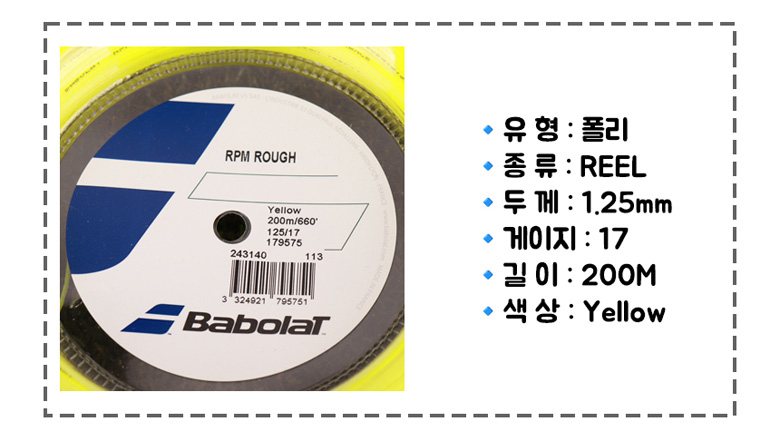 RPM ROUGH
Yellow
200m/660'
125/17
179575
243140 113
3 324921 795751
BabolaT
유 형 : 폴리
종 류 : REEL
두 께 : 1.25mm
게이지 : 17
길 이 : 200M
색 상 : Yellow